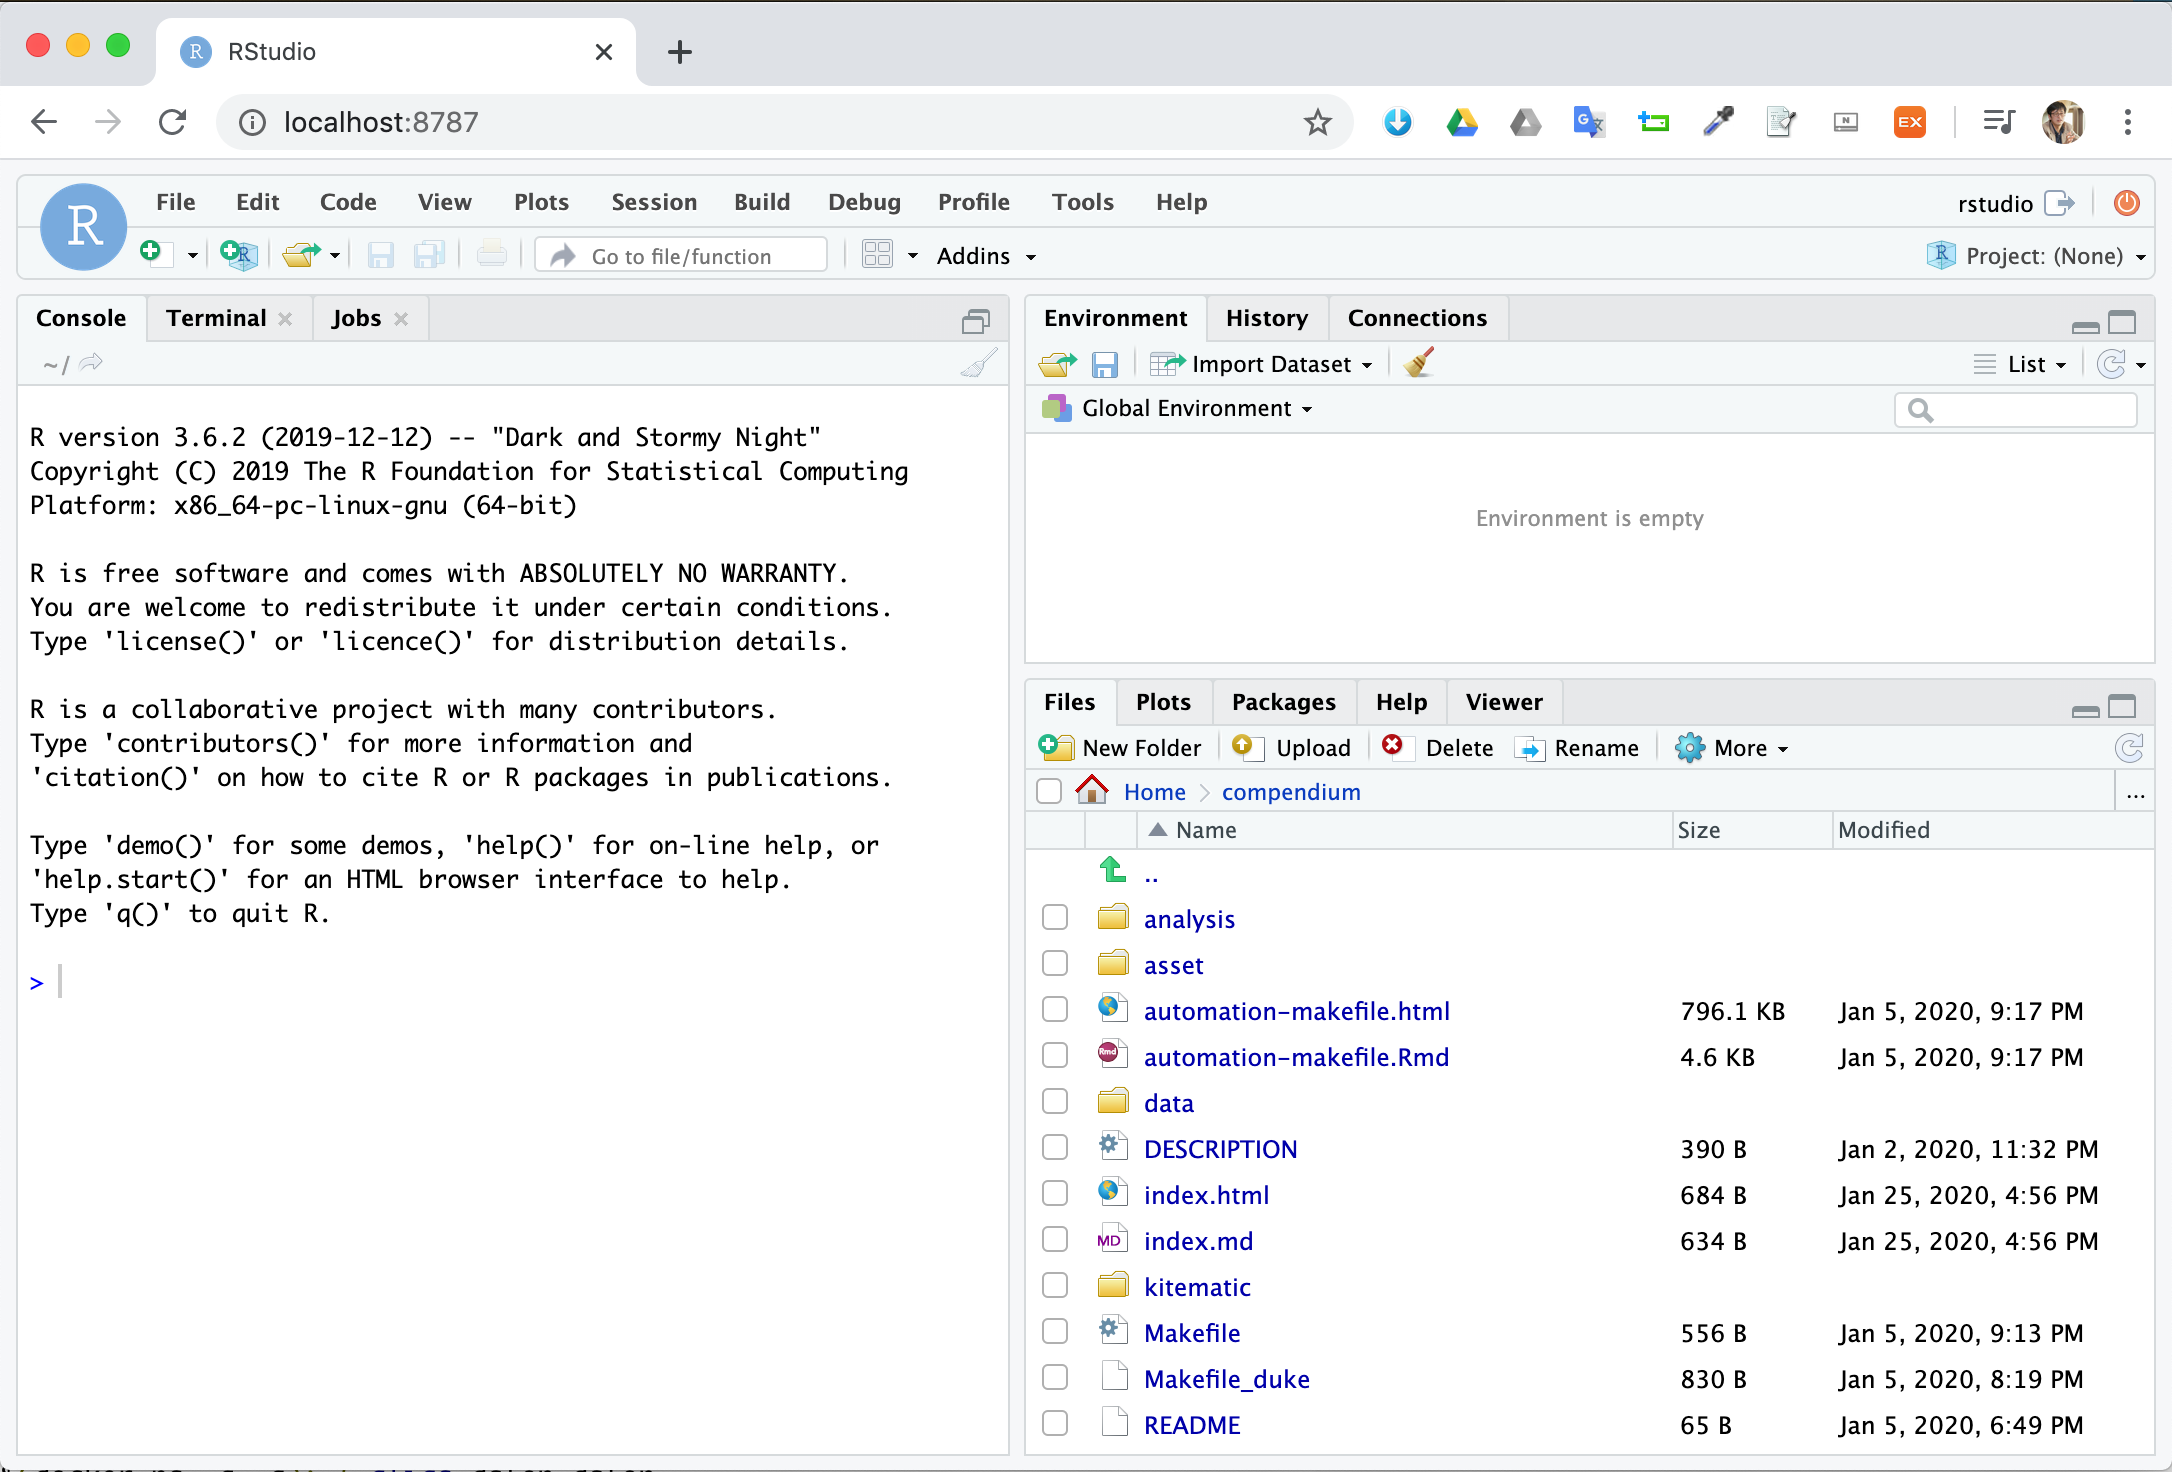 RStudio
localhost:8787
EX
R File Edit Code View Plots Session Build Debug Profile Tools Help rstudio
Go to file/function Addins Project: (None)
Console Terminal Jobs
~/
R version 3.6.2 (2019-12-12) -- "Dark and Stormy Night"
Copyright (C) 2019 The R Foundation for Statistical Computing
Platform: x86_64-pc-linux-gnu (64-bit)
R is free software and comes with ABSOLUTELY NO WARRANTY.
You are welcome to redistribute it under certain conditions.
Type 'license()' or 'licence()' for distribution details.
R is a collaborative project with many contributors.
Type 'contributors()' for more information and
'citation()' on how to cite R or R packages in publications.
Type 'demo()' for some demos, 'help()' for on-line help, or
'help.start()' for an HTML browser interface to help.
Type 'q()' to quit R.
>
Environment History Connections
Import Dataset List
Global Environment
Environment is empty
Files Plots Packages Help Viewer
New Folder Upload Delete Rename More
Home compendium ...
Name Size Modified
..
analysis
asset
automation-makefile.html 796.1 KB Jan 5, 2020, 9:17 PM
automation-makefile.Rmd 4.6 KB Jan 5, 2020, 9:17 PM
data
DESCRIPTION 390 B Jan 2, 2020, 11:32 PM
index.html 684 B Jan 25, 2020, 4:56 PM
MD index.md 634 B Jan 25, 2020, 4:56 PM
kitematic
Makefile 556 B Jan 5, 2020, 9:13 PM
Makefile_duke 830 B Jan 5, 2020, 8:19 PM
README 65 B Jan 5, 2020, 6:49 PM